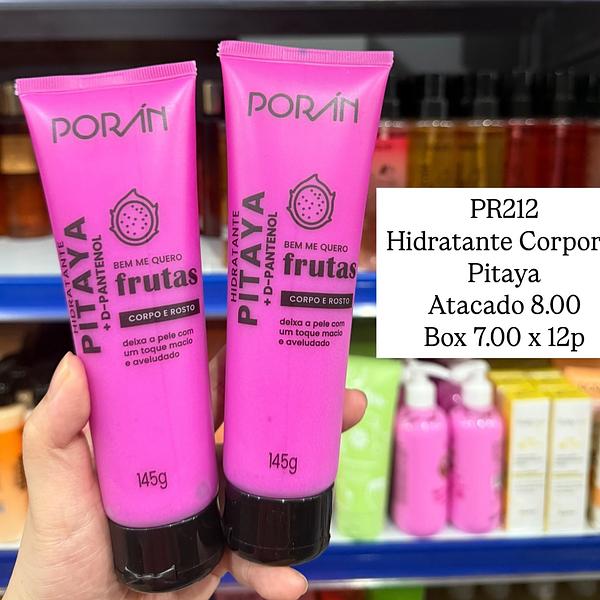 PORÁN
HIDRATANTE
PITAYA
+ D-PANTENOL
BEM ME QUERO
frutas
CORPO E ROSTO
deixa a pele com
um toque macio
e aveludado
145g
PORÁN
HIDRATANTE
PITAYA
+ D-PANTENOL
BEM ME QUERO
frutas
CORPO E ROSTO
deixa a pele com
um toque macio
e aveludado
145g
PR212
Hidratante Corpor
Pitaya
Atacado 8.00
Box 7.00 x 12p